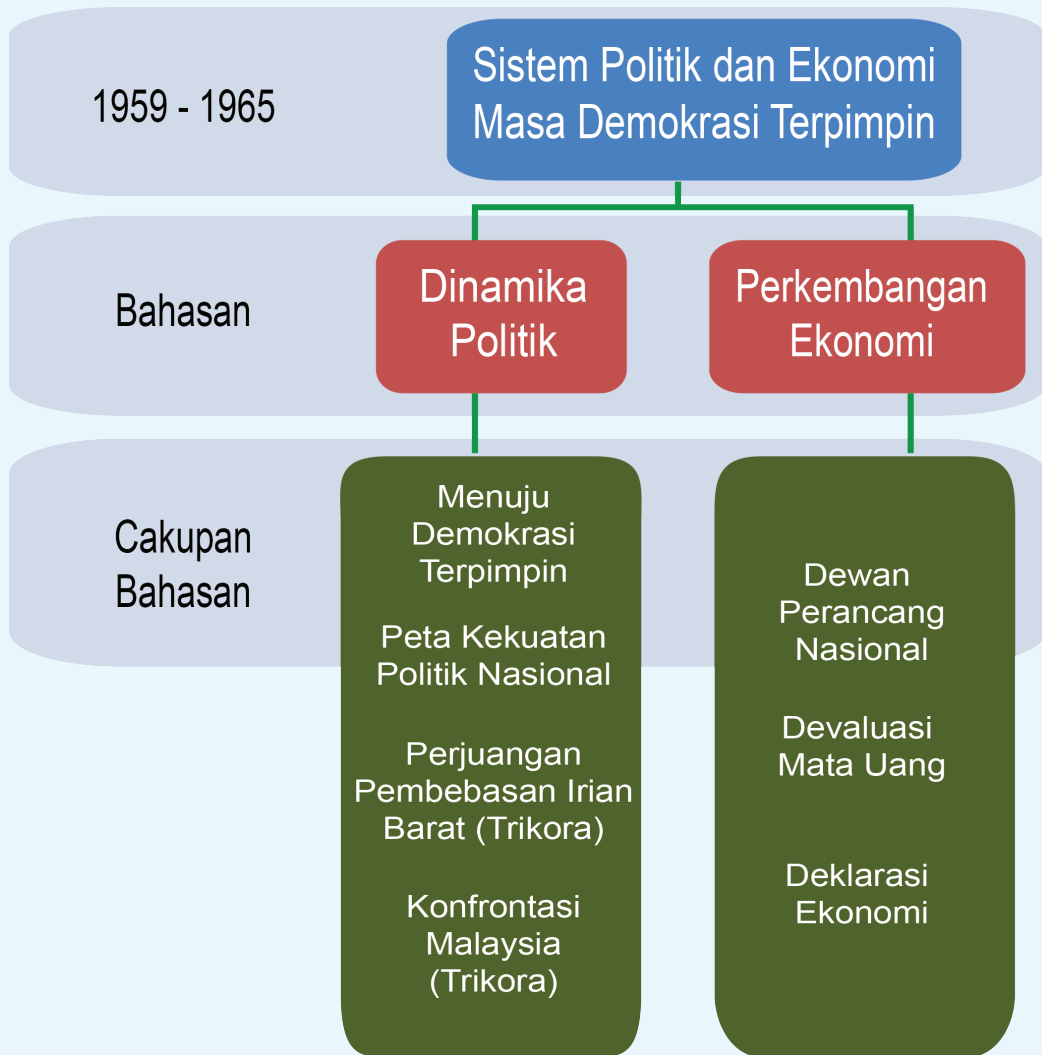 1959 - 1965
Sistem Politik dan Ekonomi
Masa Demokrasi Terpimpin
Bahasan
Dinamika
Politik
Perkembangan
Ekonomi
Cakupan
Bahasan
Menuju
Demokrasi
Terpimpin
Peta Kekuatan
Politik Nasional
Perjuangan
Pembebasan Irian
Barat (Trikora)
Konfrontasi
Malaysia
(Trikora)
Dewan
Perancang
Nasional
Devaluasi
Mata Uang
Deklarasi
Ekonomi